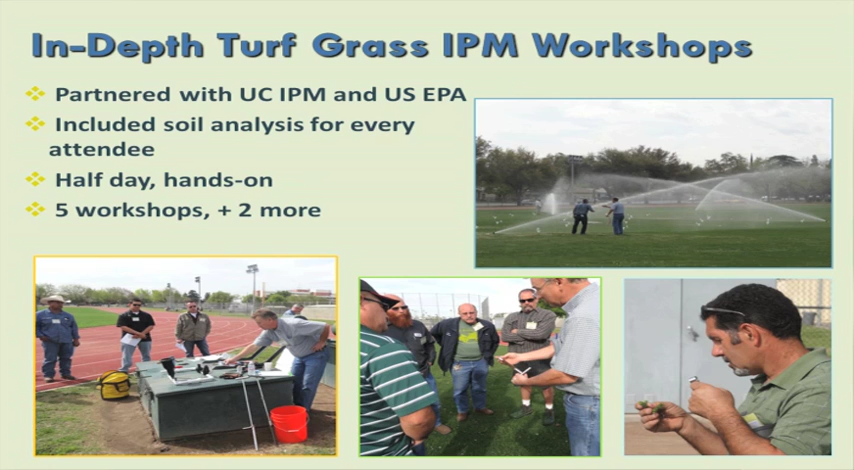 In-Depth Turf Grass IPM Workshops
Partnered with UC IPM and US EPA
Included soil analysis for every
attendee
Half day, hands-on
5 workshops, + 2 more